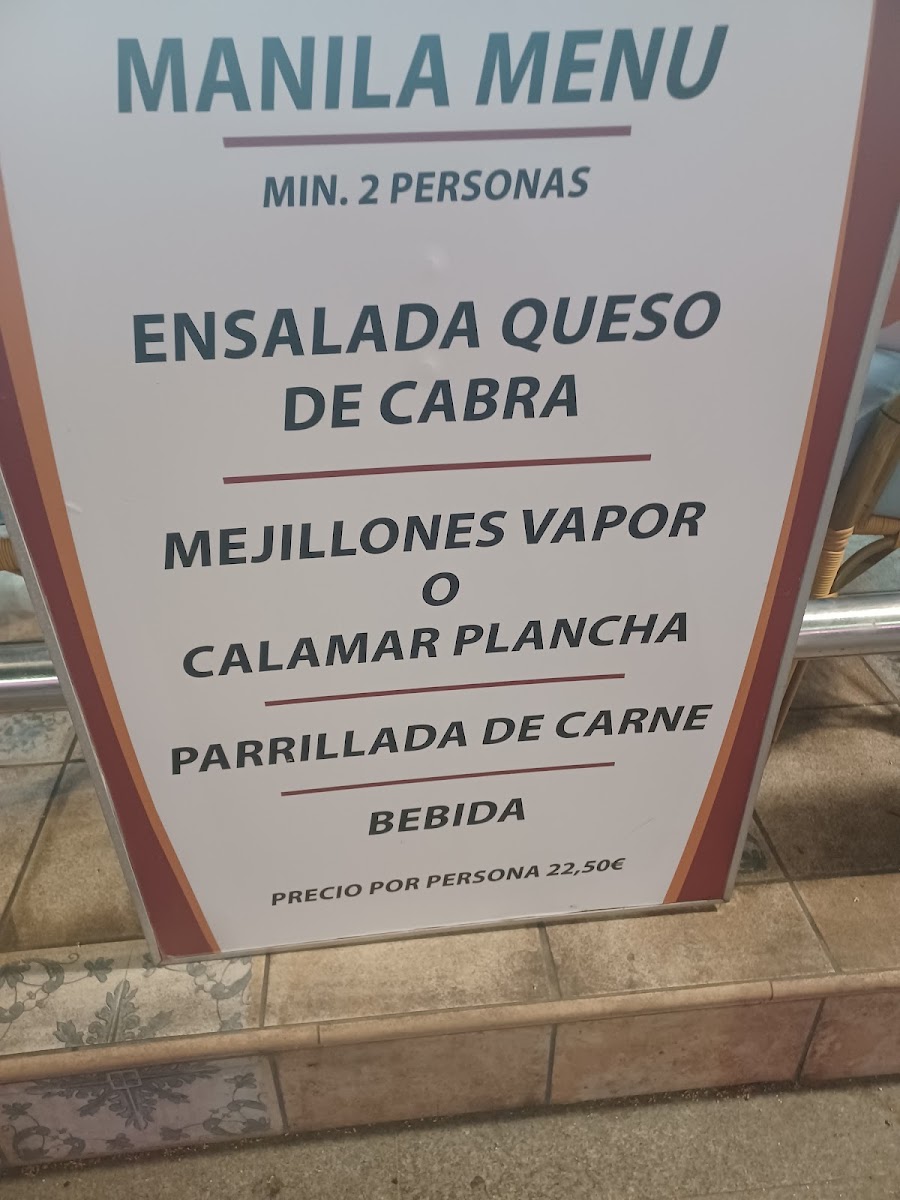 MANILA MENU
MIN. 2 PERSONAS
ENSALADA QUESO
DE CABRA
MEJILLONES VAPOR
O
CALAMAR PLANCHA
PARRILLADA DE CARNE
BEBIDA
PRECIO POR PERSONA 22,50€